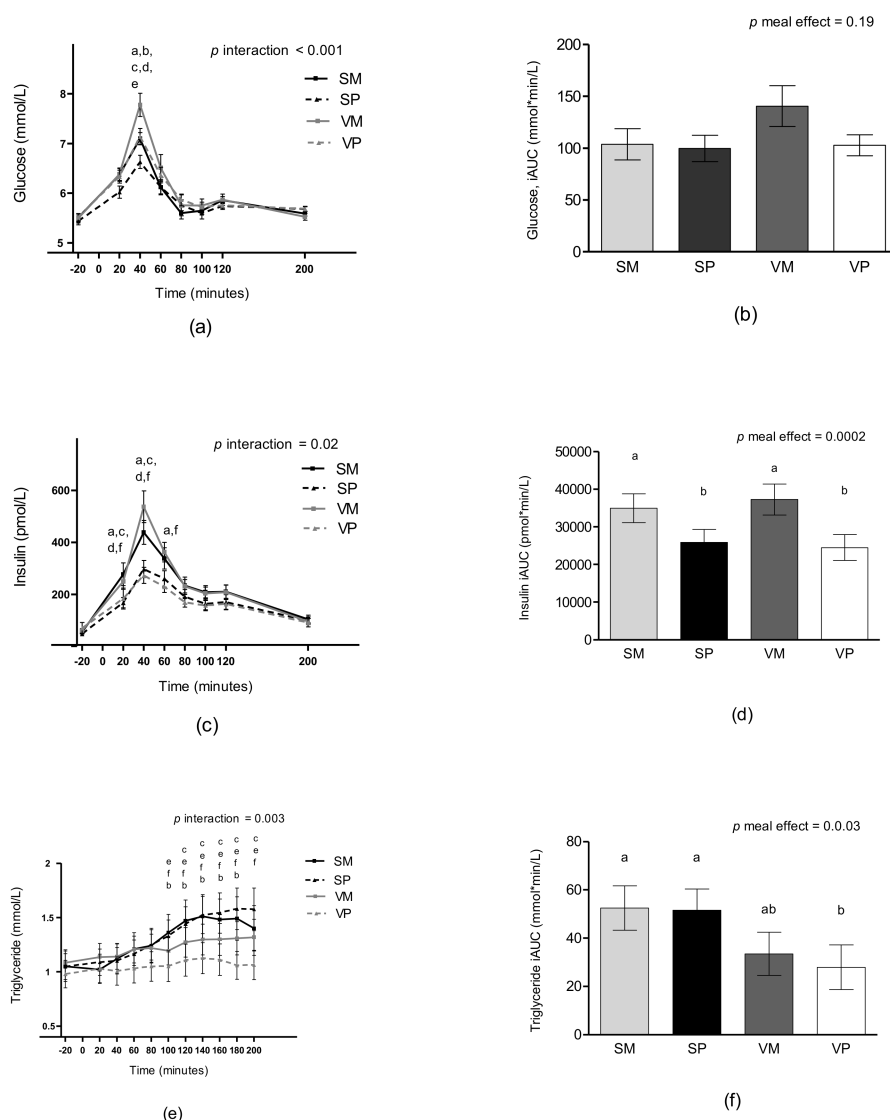 p interaction < 0.001
a,b,
c,d,
e
SM
SP
VM
VP
Glucose (mmol/L)
8
7
6
5
-20 0 20 40 60 80 100 120 200
Time (minutes)
(a)
p meal effect = 0.19
Glucose, iAUC (mmol*min/L)
200
150
100
50
0
SM SP VM VP
(b)
p interaction = 0.02
a,c,
d,f
a,c,
d,f
a,f
SM
SP
VM
VP
Insulin (pmol/L)
600
400
200
-20 0 20 40 60 80 100 120 200
Time (minutes)
(c)
p meal effect = 0.0002
Insulin iAUC (pmol*min/L)
50000
40000
30000
20000
10000
0
a b a b
SM SP VM VP
(d)
p interaction = 0.003
c c c c c
e e e e e e
f f f f f f
b b b b b
SM
SP
VM
VP
Triglyceride (mmol/L)
2
1.5
1
0.5
-20 0 20 40 60 80 100 120 140 160 180 200
Time (minutes)
(e)
p meal effect = 0.0.03
Triglyceride iAUC (mmol*min/L)
80
60
40
20
0
a a ab b
SM SP VM VP
(f)